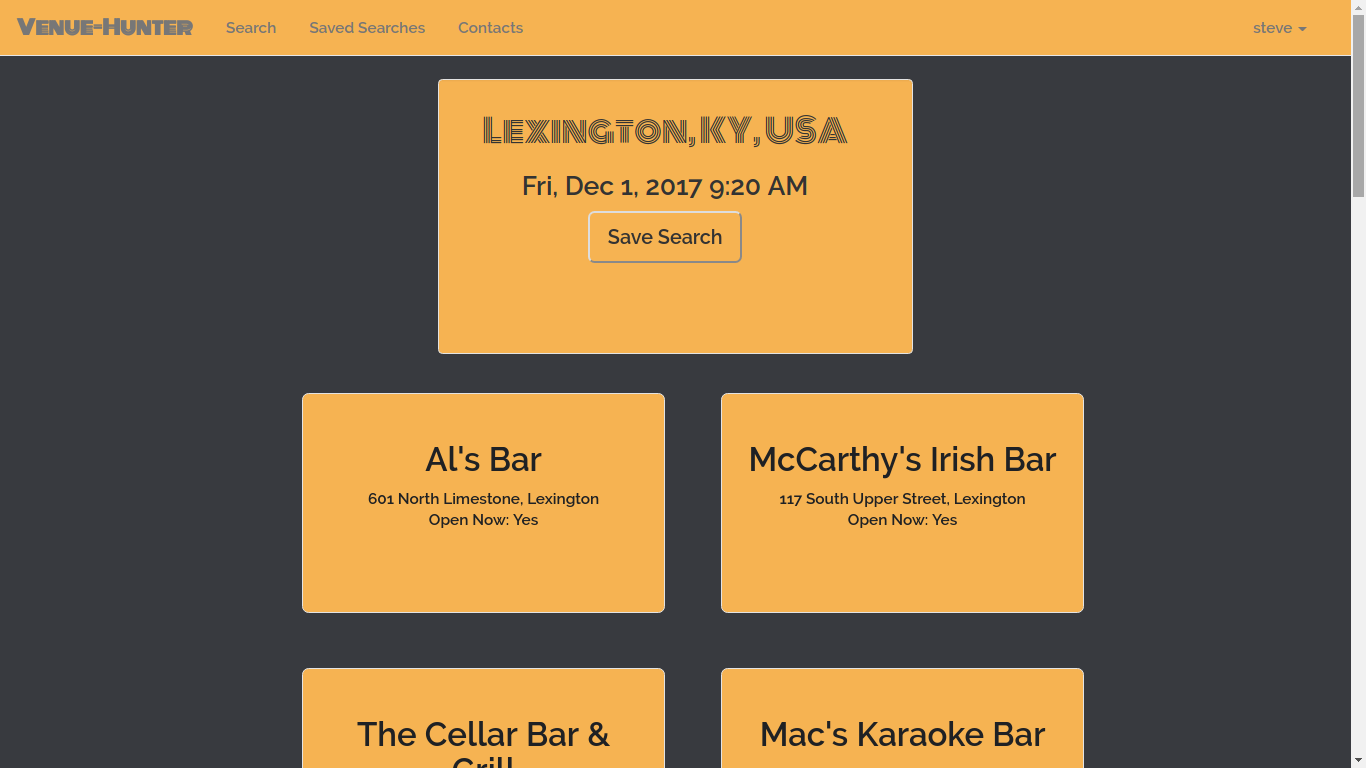 Venue-Hunter
Search
Saved Searches
Contacts
steve
Lexington,KY,USA
Fri, Dec 1, 2017 9:20 AM
Save Search
Al's Bar
601 North Limestone, Lexington
Open Now: Yes
McCarthy's Irish Bar
117 South Upper Street, Lexington
Open Now: Yes
The Cellar Bar &
Grill
Mac's Karaoke Bar